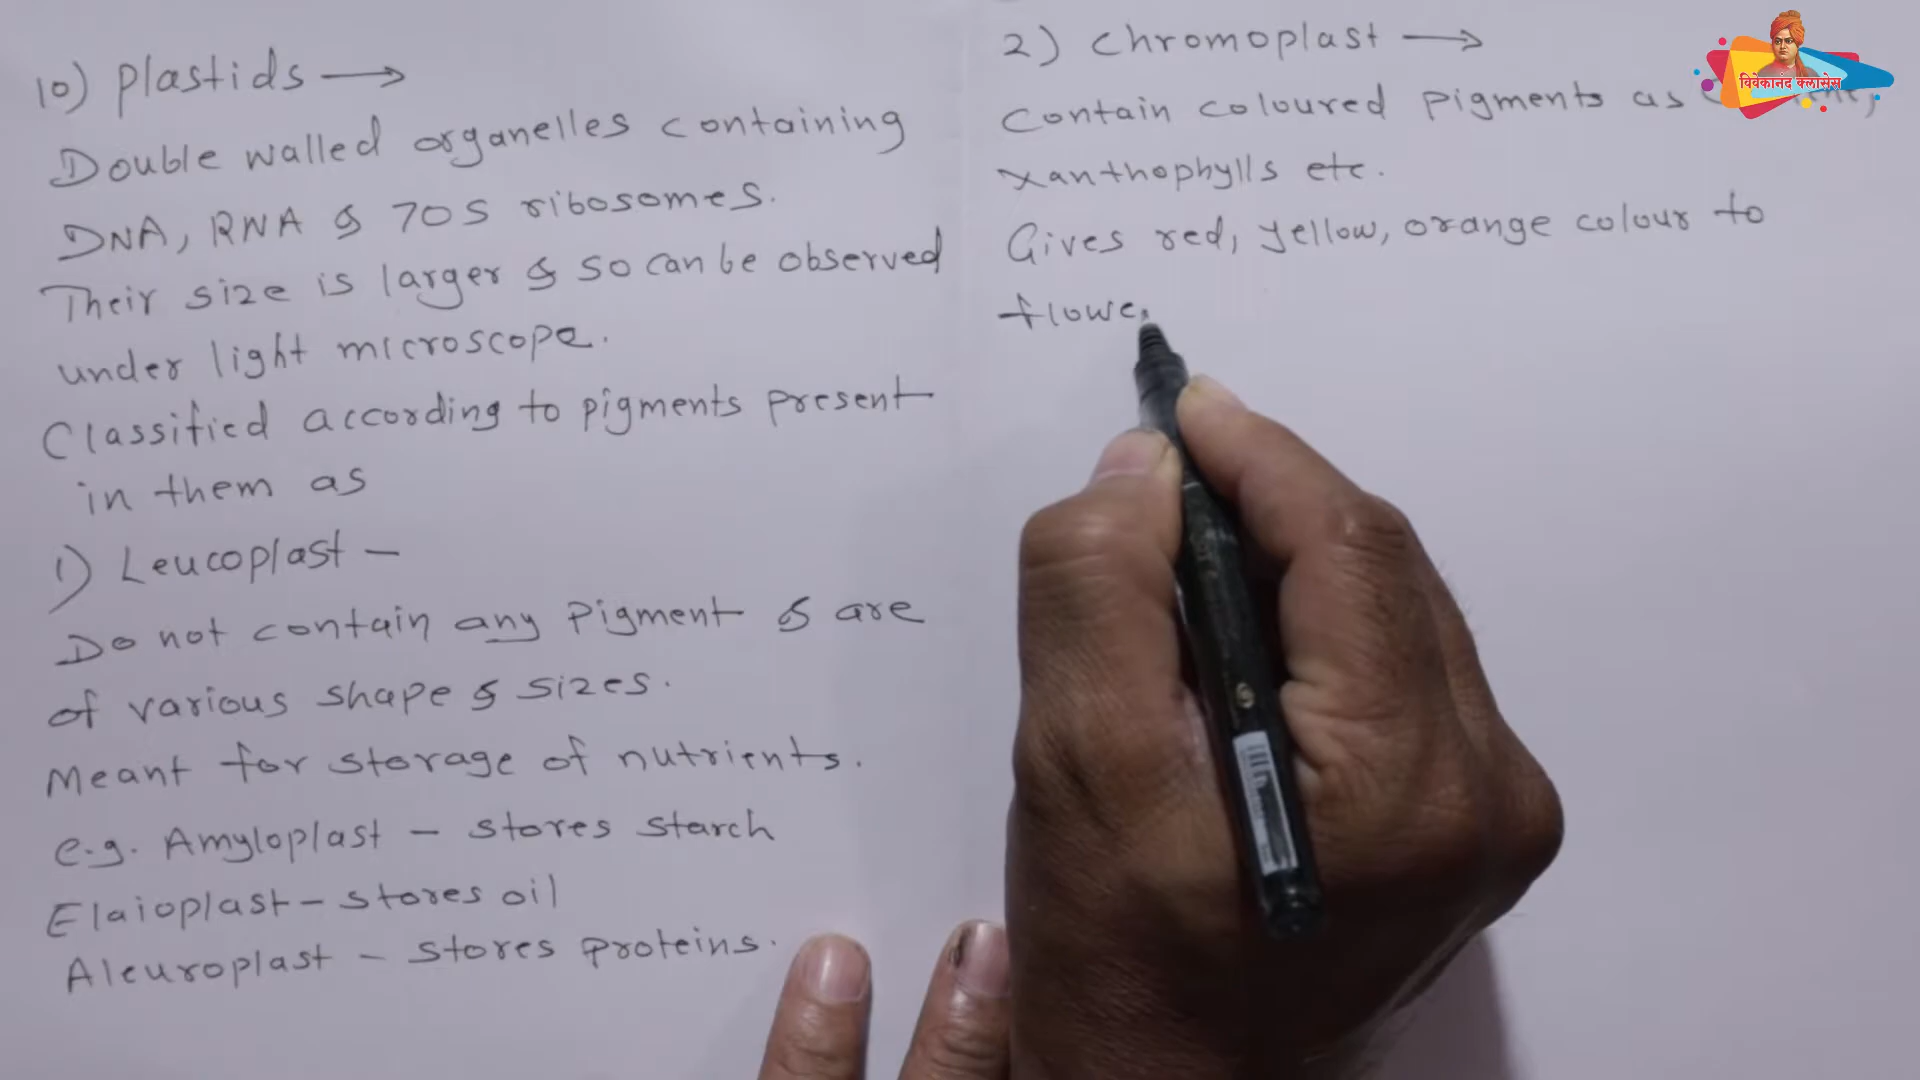 10) Plastids →
Double walled organelles containing
DNA, RNA & 70S ribosomes.
Their size is larger & so can be observed
under light microscope.
Classified according to pigments present
in them as
1) Leucoplast –
Do not contain any pigment & are
of various shape & sizes.
Meant for storage of nutrients.
e.g. Amyloplast – stores starch
Elaioplast – stores oil
Aleuroplast – stores proteins.
2) Chromoplast →
Contain coloured pigments as
xanthophylls etc.
Gives red, yellow, orange colour to
flowe
विवेकानंद क्लासेस